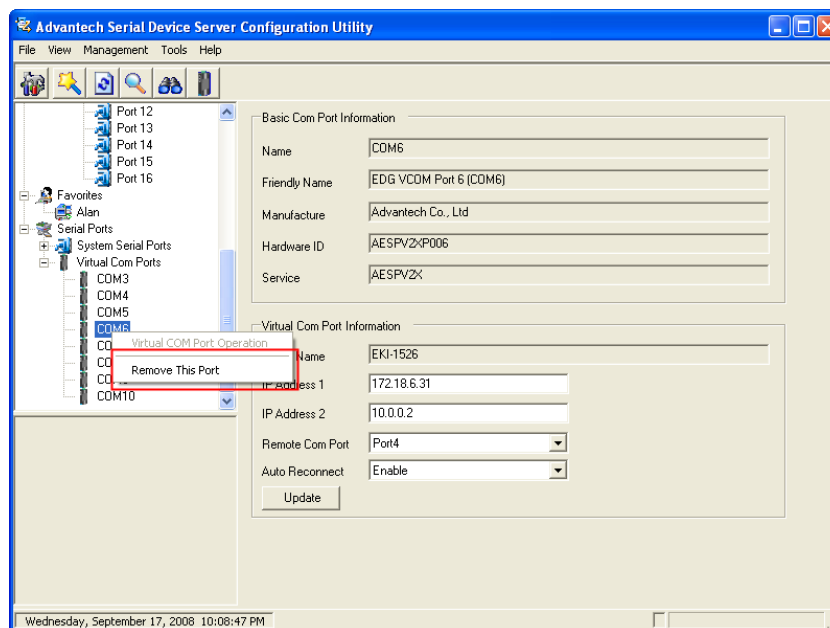 Advantech Serial Device Server Configuration Utility
File View Management Tools Help
Port 12
Port 13
Port 14
Port 15
Port 16
Favorites
Alan
Serial Ports
System Serial Ports
Virtual Com Ports
COM3
COM4
COM5
COM6
CO
CO
CO
COM10
Virtual COM Port Operation
Remove This Port
Basic Com Port Information
Name COM6
Friendly Name EDG VCOM Port 6 (COM6)
Manufacture Advantech Co., Ltd
Hardware ID AESPV2XP006
Service AESPV2X
Virtual Com Port Information
Name EKI-1526
IP Address 1 172.18.6.31
IP Address 2 10.0.0.2
Remote Com Port Port4
Auto Reconnect Enable
Update
Wednesday, September 17, 2008 10:08:47 PM